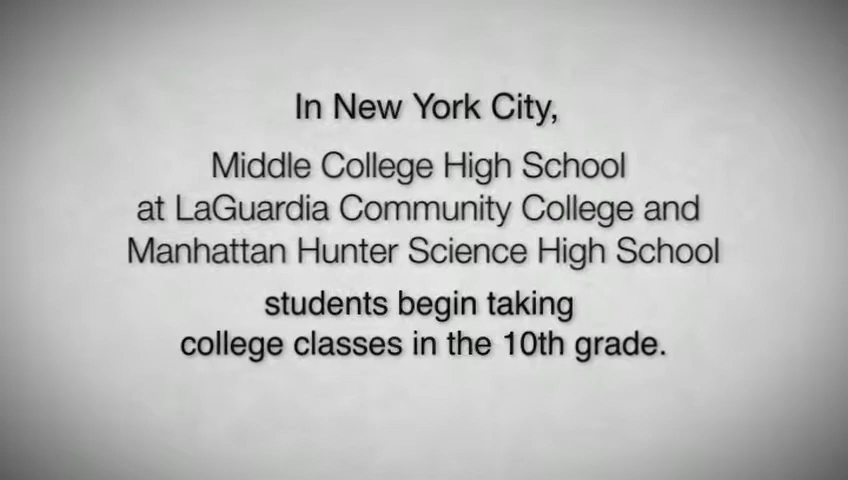 In New York City,
Middle College High School
at LaGuardia Community College and
Manhattan Hunter Science High School
students begin taking
college classes in the 10th grade.